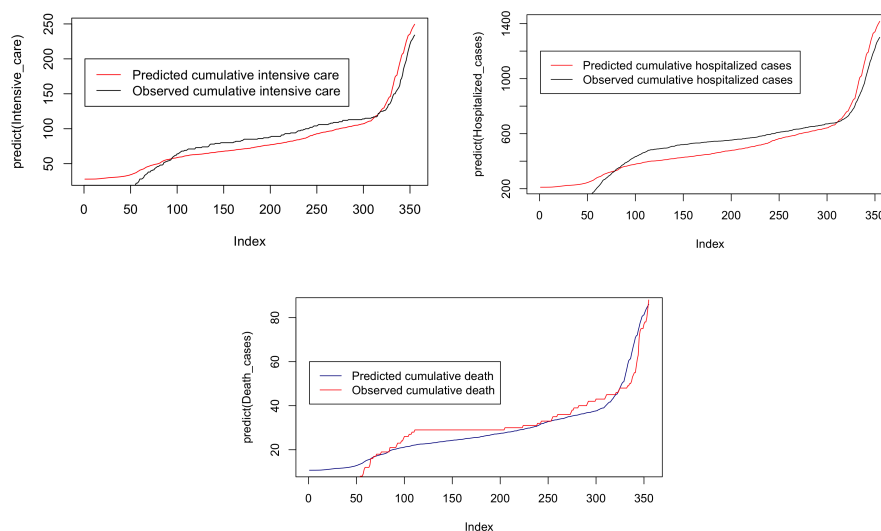 predict(Intensive_care)
250
200
150
100
50
Predicted cumulative intensive care
Observed cumulative intensive care
0 50 100 150 200 250 300 350
Index
predict(Hospitalized_cases)
1400
1000
600
200
Predicted cumulative hospitalized cases
Observed cumulative hospitalized cases
0 50 100 150 200 250 300 350
Index
predict(Death_cases)
80
60
40
20
Predicted cumulative death
Observed cumulative death
0 50 100 150 200 250 300 350
Index